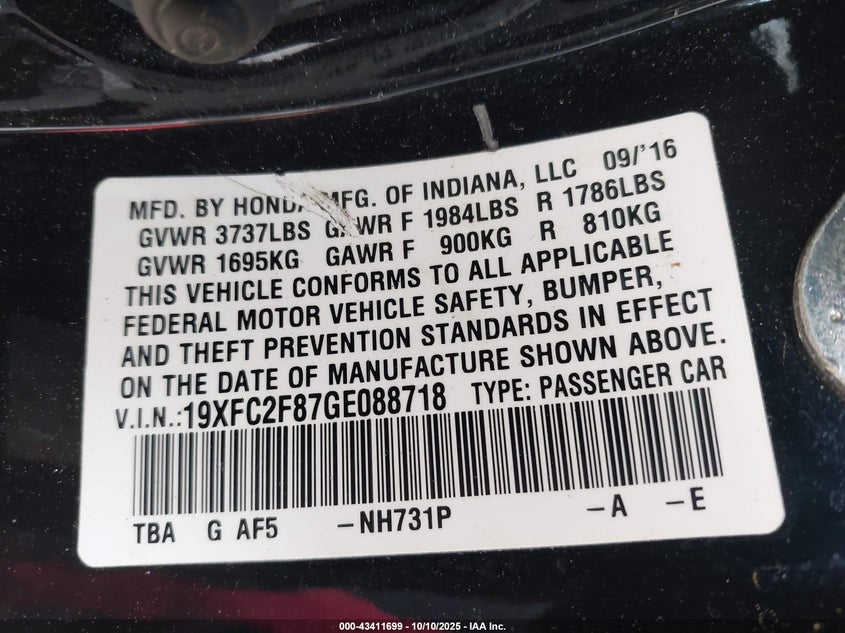 MFD. BY HONDA MFG. OF INDIANA, LLC 09/'16
GVWR 3737LBS GAWR F 1984LBS R 1786LBS
GVWR 1695KG GAWR F 900KG R 810KG
THIS VEHICLE CONFORMS TO ALL APPLICABLE
FEDERAL MOTOR VEHICLE SAFETY, BUMPER,
AND THEFT PREVENTION STANDARDS IN EFFECT
ON THE DATE OF MANUFACTURE SHOWN ABOVE.
V.I.N.:19XFC2F87GE088718 TYPE: PASSENGER CAR
TBA G AF5 -NH731P -A -E
000-43411699 - 10/10/2025 - IAA Inc.